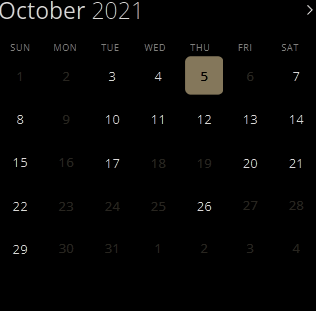 October 2021
SUN MON TUE WED THU FRI SAT
1 2 3 4 5 6 7
8 9 10 11 12 13 14
15 16 17 18 19 20 21
22 23 24 25 26 27 28
29 30 31 1 2 3 4